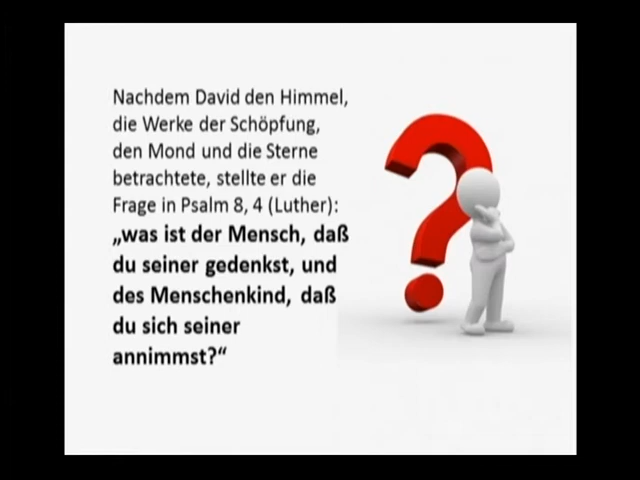 Nachdem David den Himmel,
die Werke der Schöpfung,
den Mond und die Sterne
betrachtete, stellte er die
Frage in Psalm 8, 4 (Luther):
„was ist der Mensch, daß
du seiner gedenkst, und
des Menschenkind, daß
du sich seiner
annimmst?“